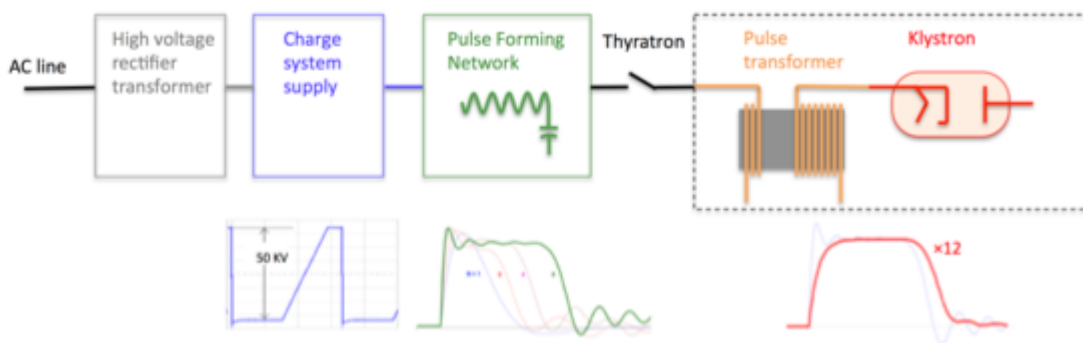 AC line
High voltage
rectifier
transformer
Charge
system
supply
Pulse Forming
Network
Thyratron
Pulse
transformer
Klystron
50 KV
×12